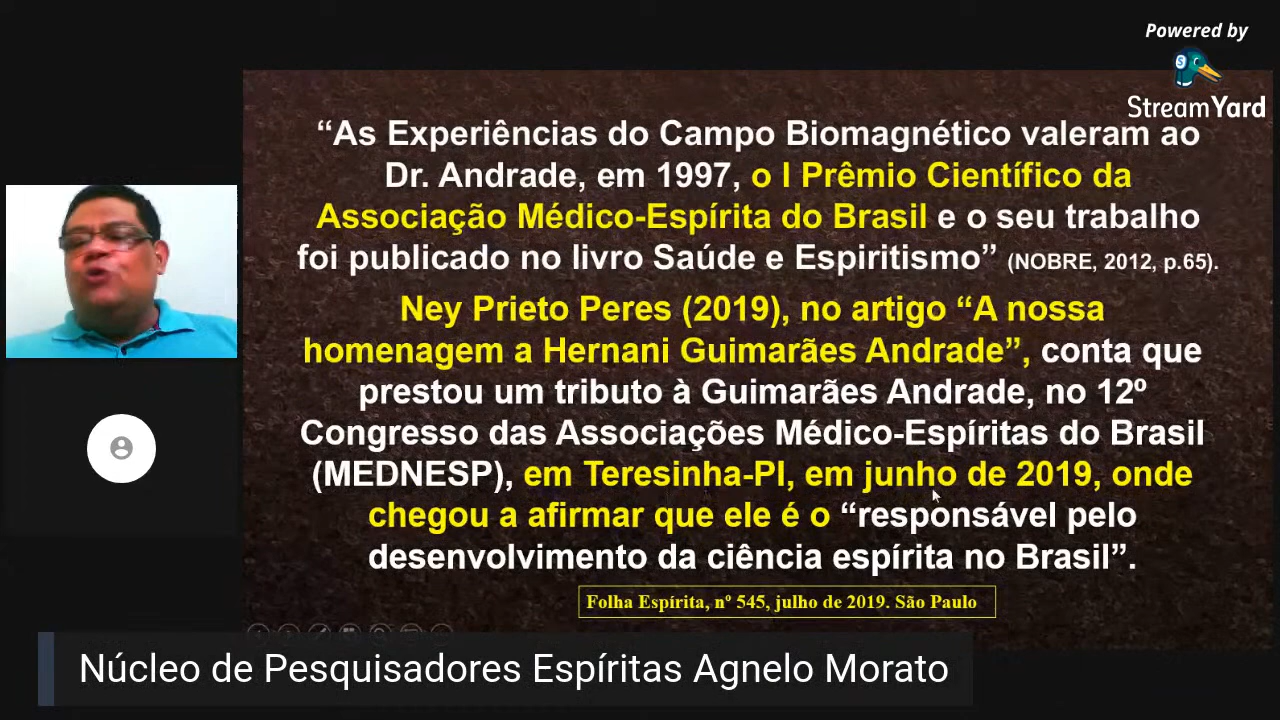 Powered by
StreamYard
“As Experiências do Campo Biomagnético valeram ao
Dr. Andrade, em 1997, o I Prêmio Científico da
Associação Médico-Espírita do Brasil e o seu trabalho
foi publicado no livro Saúde e Espiritismo” (NOBRE, 2012, p.65).
Ney Prieto Peres (2019), no artigo “A nossa
homenagem a Hernani Guimarães Andrade”, conta que
prestou um tributo à Guimarães Andrade, no 12º
Congresso das Associações Médico-Espíritas do Brasil
(MEDNESP), em Teresinha-PI, em junho de 2019, onde
chegou a afirmar que ele é o “responsável pelo
desenvolvimento da ciência espírita no Brasil”.
Folha Espírita, nº 545, julho de 2019. São Paulo
Núcleo de Pesquisadores Espíritas Agnelo Morato